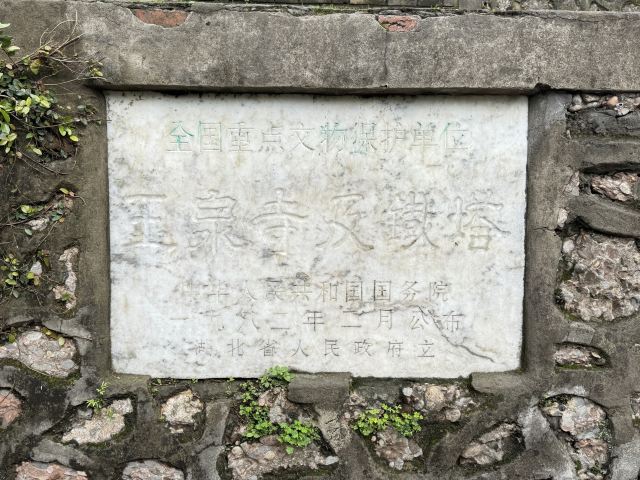 全国重点文物保护单位
玉泉寺及鐵塔
中华人民共和国国务院
一九八二年二月公布
湖北省人民政府立